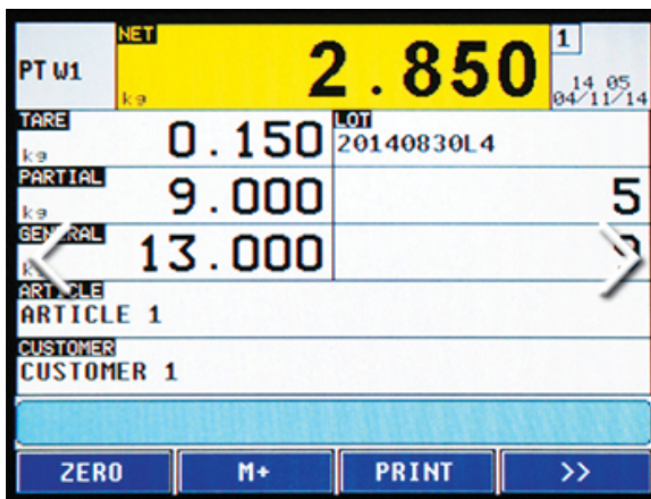 NET
PT W1
2.850
1
kg
14 05
04/11/14
TARE
kg
0.150
LOT
20140830L4
PARTIAL
kg
9.000
5
GENERAL
13.000
ARTICLE
ARTICLE 1
CUSTOMER
CUSTOMER 1
ZERO M+ PRINT >>